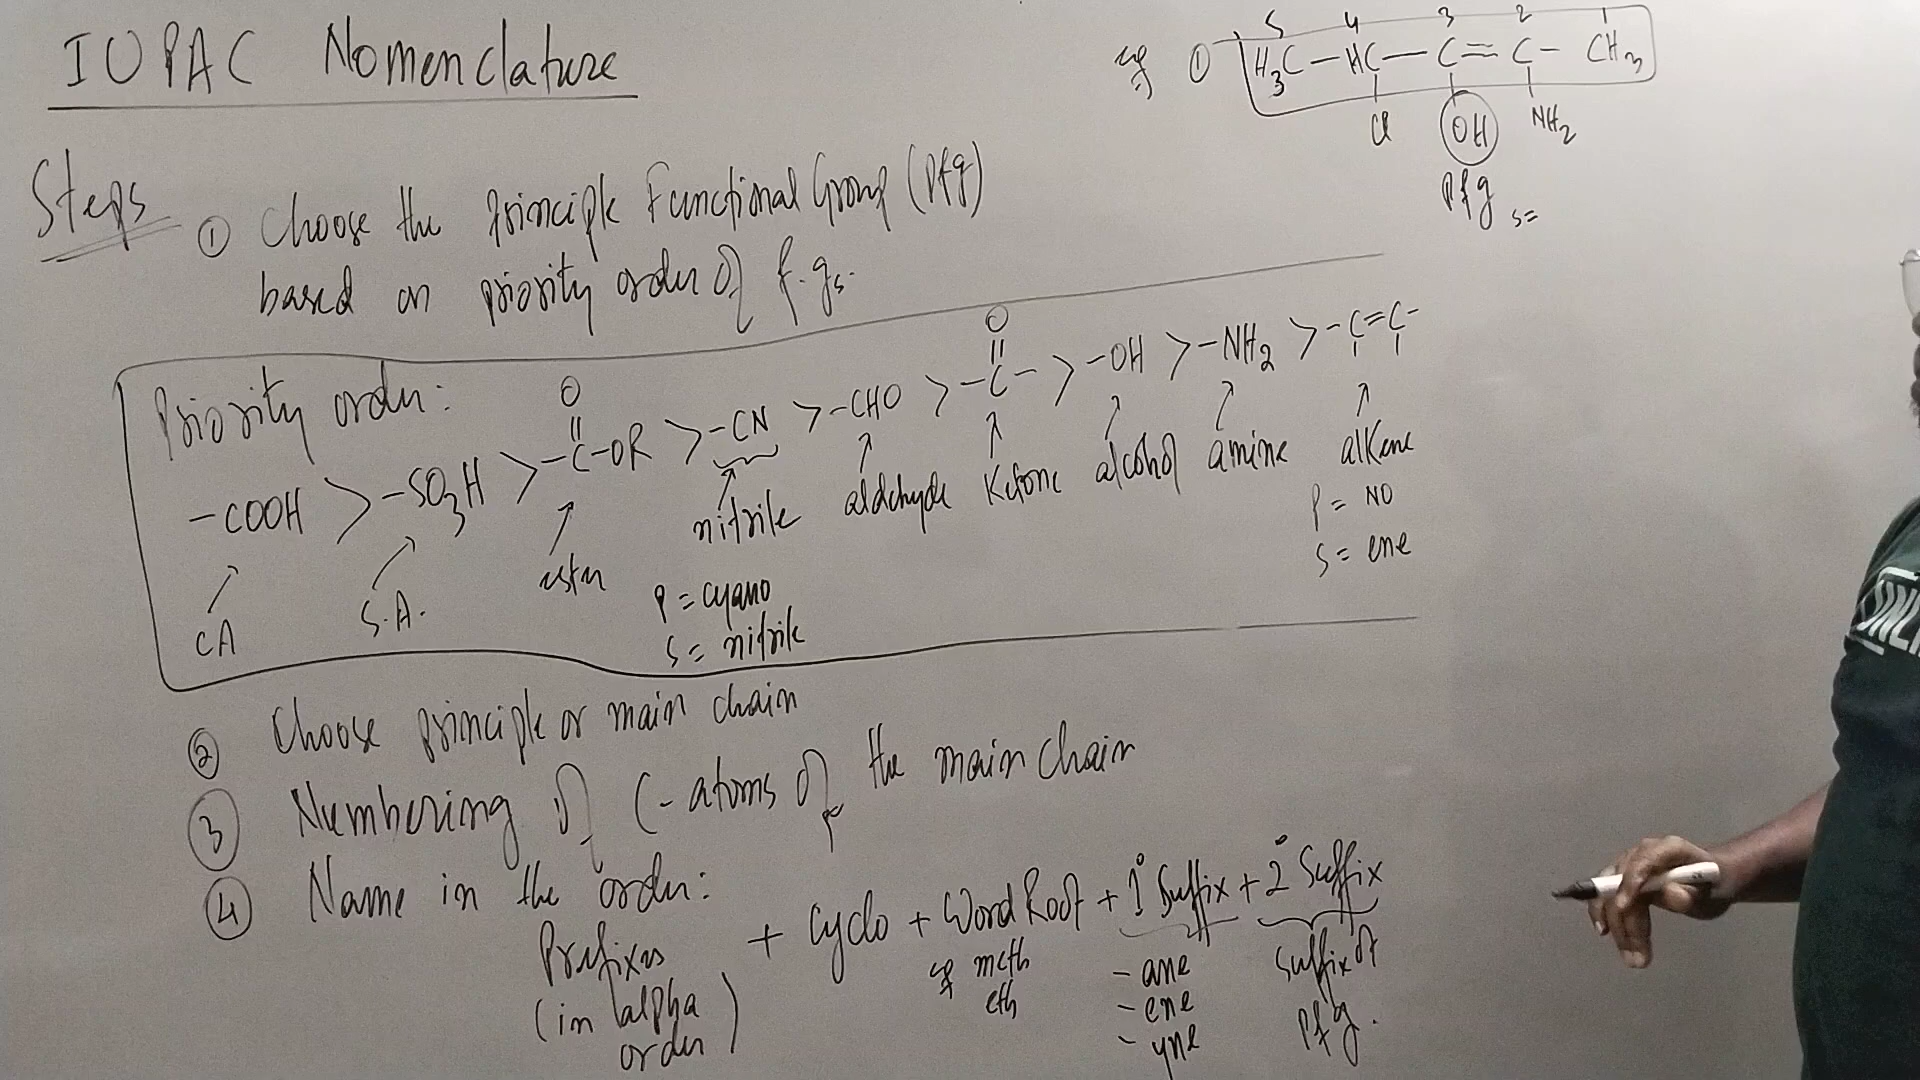 IUPAC Nomenclature
eg ①
5 4 3 2 1
H3C — HC — C = C — CH3
Cl OH NH2
Pfg
S=
Steps
① Choose the principle Functional Group (Pfg)
based on priority order of f.gs.
Priority order:
-COOH > -SO3H > -C-OR > -CN > -CHO > -C- > -OH > -NH2 > -C=C-
O O
CA S.A. ester nitrile aldehyde Ketone alcohol amine alkene
P = cyano
S = nitrile
P = NO
S = ene
② Choose principle or main chain
③ Numbering of C-atoms of the main chain
④ Name in the order:
Prefixes + Cyclo + Word Root + 1° Suffix + 2° Suffix
(in alpha order)
eg meth
eth
- ane
- ene
- yne
Suffix of
Pfg.